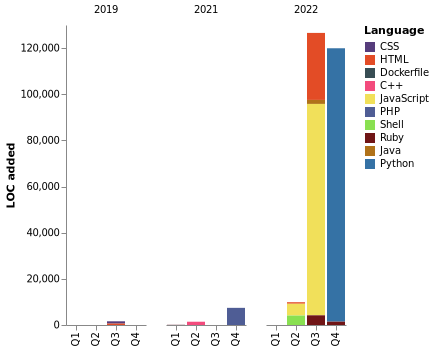 2019 2021 2022
Language
CSS
HTML
Dockerfile
C++
JavaScript
PHP
Shell
Ruby
Java
Python
LOC added
120,000
100,000
80,000
60,000
40,000
20,000
0
Q1 Q2 Q3 Q4 Q1 Q2 Q3 Q4 Q1 Q2 Q3 Q4